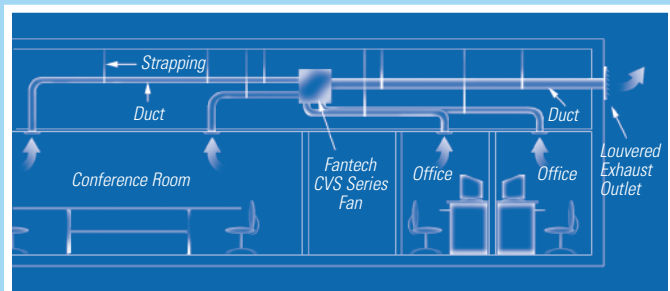 Strapping
Duct
Duct
Fantech
CVS Series
Fan
Louvered
Exhaust
Outlet
Conference Room
Office
Office